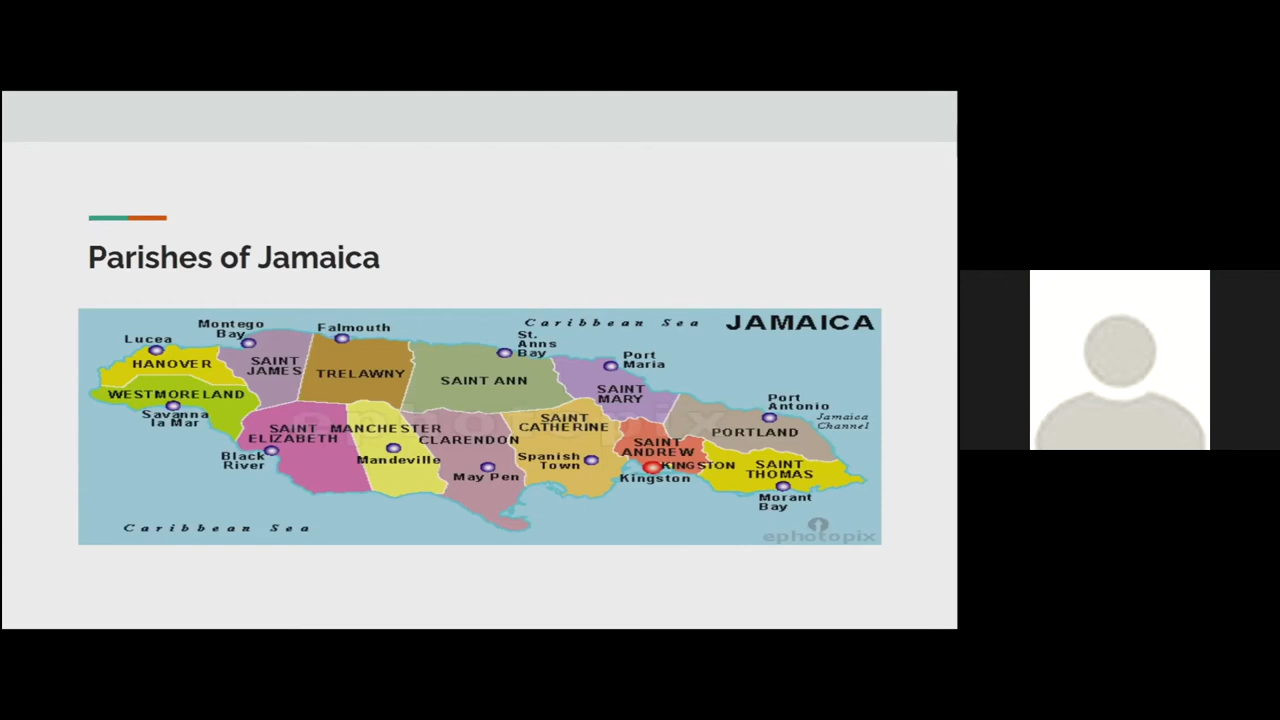 Parishes of Jamaica
Caribbean Sea
JAMAICA
Montego
Bay
Falmouth
St.
Anns
Bay
Lucea
HANOVER
SAINT
JAMES
TRELAWNY
SAINT ANN
Port
Maria
SAINT
MARY
WESTMORELAND
Savanna
la Mar
Port
Antonio
Jamaica
Channel
PORTLAND
SAINT
ELIZABETH
MANCHESTER
CLARENDON
SAINT
CATHERINE
SAINT
ANDREW
KINGSTON
Kingston
SAINT
THOMAS
Black
River
Mandeville
May Pen
Spanish
Town
Morant
Bay
Caribbean Sea
ephotopix
ephotopix